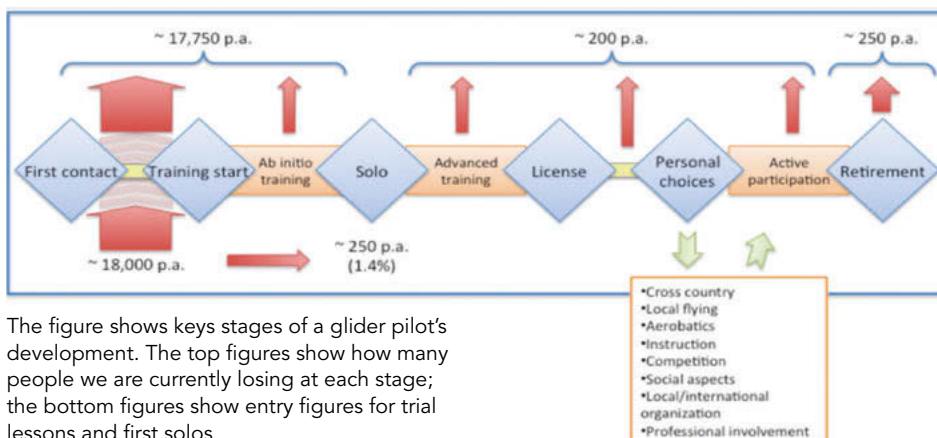 ~ 17,750 p.a.
~ 200 p.a.
~ 250 p.a.
First contact
Training start
Ab initio
training
Solo
Advanced
training
License
Personal
choices
Active
participation
Retirement
~ 18,000 p.a.
~ 250 p.a.
(1.4%)
•Cross country
•Local flying
•Aerobatics
•Instruction
•Competition
•Social aspects
•Local/international
organization
•Professional involvement
The figure shows keys stages of a glider pilot's
development. The top figures show how many
people we are currently losing at each stage;
the bottom figures show entry figures for trial
lessons and first solos